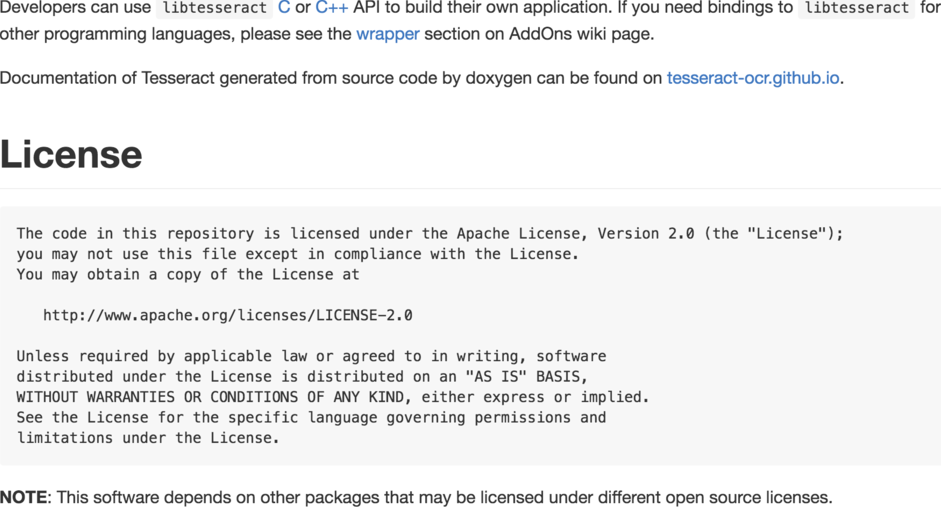 Developers can use libtesseract C or C++ API to build their own application. If you need bindings to libtesseract for
other programming languages, please see the wrapper section on AddOns wiki page.
Documentation of Tesseract generated from source code by doxygen can be found on tesseract-ocr.github.io.
License
The code in this repository is licensed under the Apache License, Version 2.0 (the "License");
you may not use this file except in compliance with the License.
You may obtain a copy of the License at
http://www.apache.org/licenses/LICENSE-2.0
Unless required by applicable law or agreed to in writing, software
distributed under the License is distributed on an "AS IS" BASIS,
WITHOUT WARRANTIES OR CONDITIONS OF ANY KIND, either express or implied.
See the License for the specific language governing permissions and
limitations under the License.
NOTE: This software depends on other packages that may be licensed under different open source licenses.